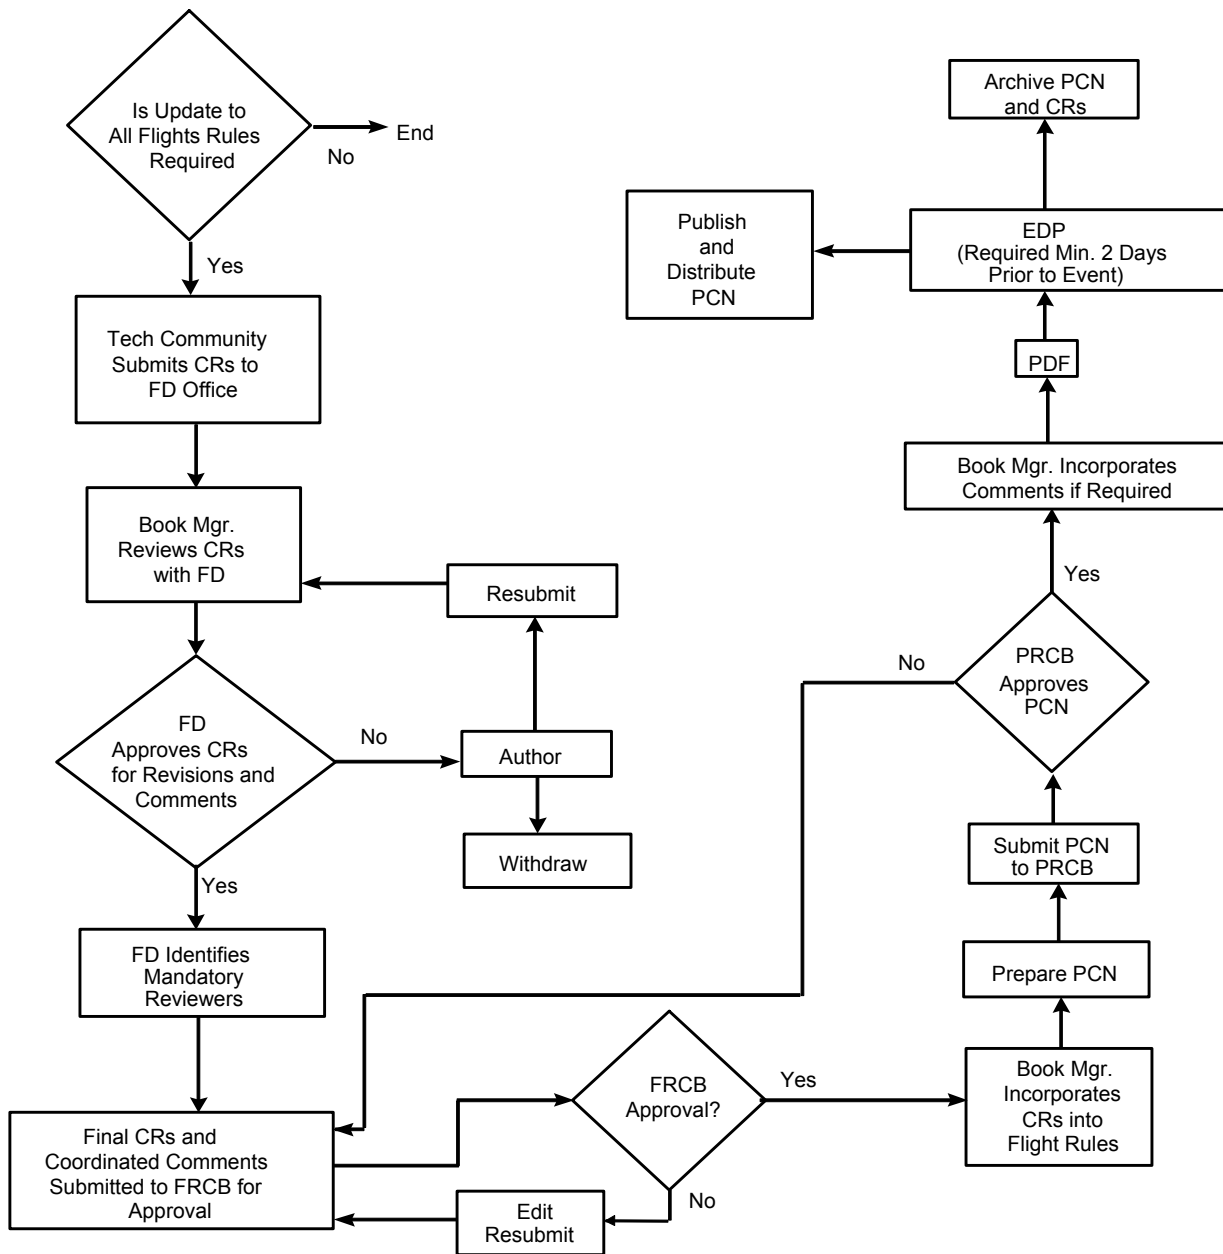 Is Update to
All Flights Rules
Required
No
End
Yes
Tech Community
Submits CRs to
FD Office
Book Mgr.
Reviews CRs
with FD
Resubmit
FD
Approves CRs
for Revisions and
Comments
No
Author
Withdraw
Yes
FD Identifies
Mandatory
Reviewers
Final CRs and
Coordinated Comments
Submitted to FRCB for
Approval
FRCB
Approval?
No
Edit
Resubmit
Yes
Book Mgr.
Incorporates
CRs into
Flight Rules
Prepare PCN
Submit PCN
to PRCB
PRCB
Approves
PCN
No
Yes
Book Mgr. Incorporates
Comments if Required
PDF
EDP
(Required Min. 2 Days
Prior to Event)
Publish
and
Distribute
PCN
Archive PCN
and CRs